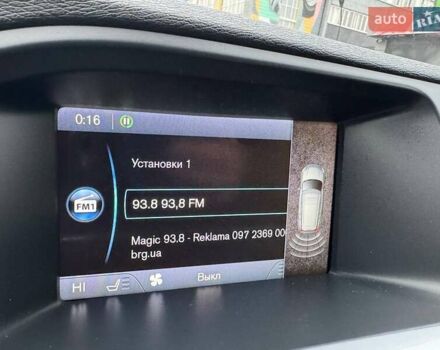 auto RIA
0:16
Установки 1
FM1
93.8 93,8 FM
Magic 93.8 - Reklama 097 2369 00
brg.ua
HI
Выкл